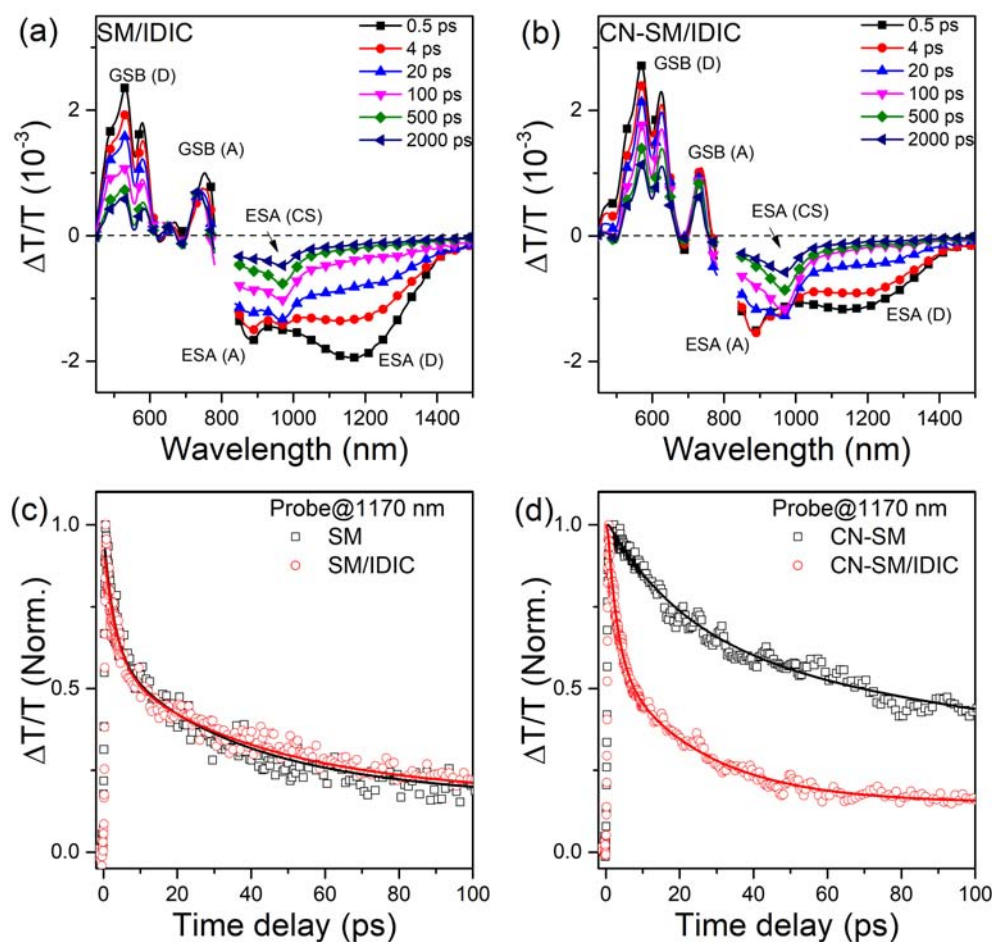 (a)
SM/IDIC
GSB (D)
GSB (A)
ESA (CS)
ESA (A)
ESA (D)
0.5 ps
4 ps
20 ps
100 ps
500 ps
2000 ps
ΔT/T (10⁻³)
2
0
-2
600 800 1000 1200 1400
Wavelength (nm)
(b)
CN-SM/IDIC
GSB (D)
GSB (A)
ESA (CS)
ESA (A)
ESA (D)
0.5 ps
4 ps
20 ps
100 ps
500 ps
2000 ps
ΔT/T (10⁻³)
2
0
-2
600 800 1000 1200 1400
Wavelength (nm)
(c)
Probe@1170 nm
SM
SM/IDIC
ΔT/T (Norm.)
1.0
0.5
0.0
0 20 40 60 80 100
Time delay (ps)
(d)
Probe@1170 nm
CN-SM
CN-SM/IDIC
ΔT/T (Norm.)
1.0
0.5
0.0
0 20 40 60 80 100
Time delay (ps)